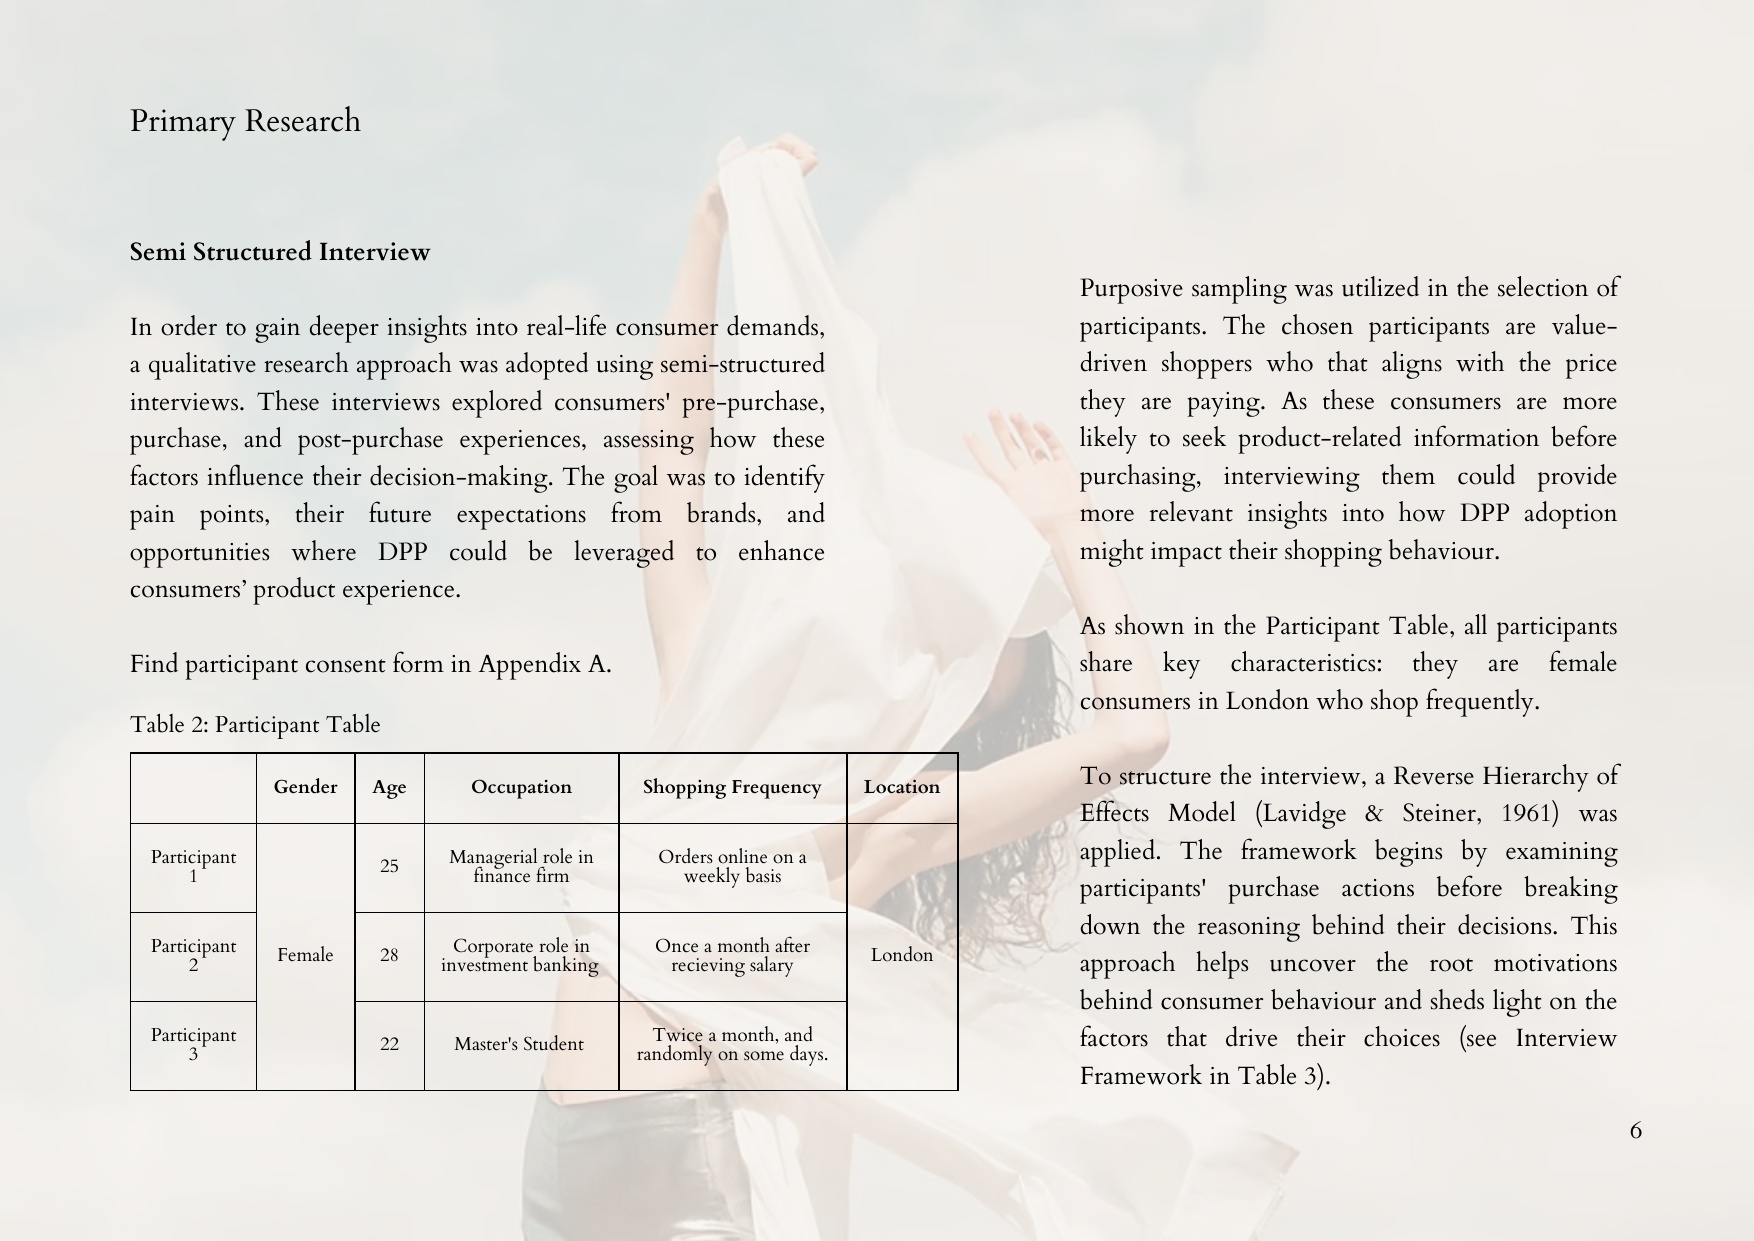 Primary Research
Semi Structured Interview
In order to gain deeper insights into real-life consumer demands,
a qualitative research approach was adopted using semi-structured
interviews. These interviews explored consumers' pre-purchase,
purchase, and post-purchase experiences, assessing how these
factors influence their decision-making. The goal was to identify
pain points, their future expectations from brands, and
opportunities where DPP could be leveraged to enhance
consumers’ product experience.
Find participant consent form in Appendix A.
Table 2: Participant Table
Gender Age Occupation Shopping Frequency Location
Participant
1
25
Managerial role in
finance firm
Orders online on a
weekly basis
Participant
2
Female
28
Corporate role in
investment banking
Once a month after
recieving salary
London
Participant
3
22
Master's Student
Twice a month, and
randomly on some days.
Purposive sampling was utilized in the selection of
participants. The chosen participants are value-
driven shoppers who that aligns with the price
they are paying. As these consumers are more
likely to seek product-related information before
purchasing, interviewing them could provide
more relevant insights into how DPP adoption
might impact their shopping behaviour.
As shown in the Participant Table, all participants
share key characteristics: they are female
consumers in London who shop frequently.
To structure the interview, a Reverse Hierarchy of
Effects Model (Lavidge & Steiner, 1961) was
applied. The framework begins by examining
participants' purchase actions before breaking
down the reasoning behind their decisions. This
approach helps uncover the root motivations
behind consumer behaviour and sheds light on the
factors that drive their choices (see Interview
Framework in Table 3).
6